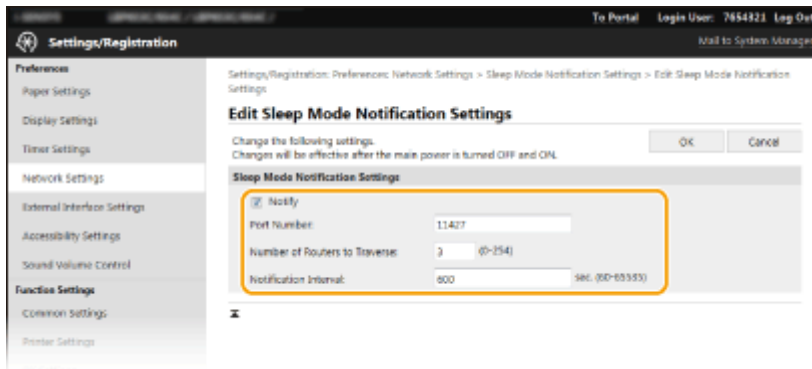 To Portal Login User: 7654321 Log Ou
Settings/Registration
Mail to System Manager
Preferences
Paper Settings
Display Settings
Timer Settings
Network Settings
External Interface Settings
Accessibility Settings
Sound Volume Control
Function Settings
Common Settings
Printer Settings
Settings/Registration: Preferences: Network Settings > Sleep Mode Notification Settings > Edit Sleep Mode Notification
Settings
Edit Sleep Mode Notification Settings
Change the following settings.
Changes will be effective after the main power is turned OFF and ON.
OK Cancel
Sleep Mode Notification Settings
Notify
Port Number: 11427
Number of Routers to Traverse: 3 (0-254)
Notification Interval: 600 sec. (60-65535)